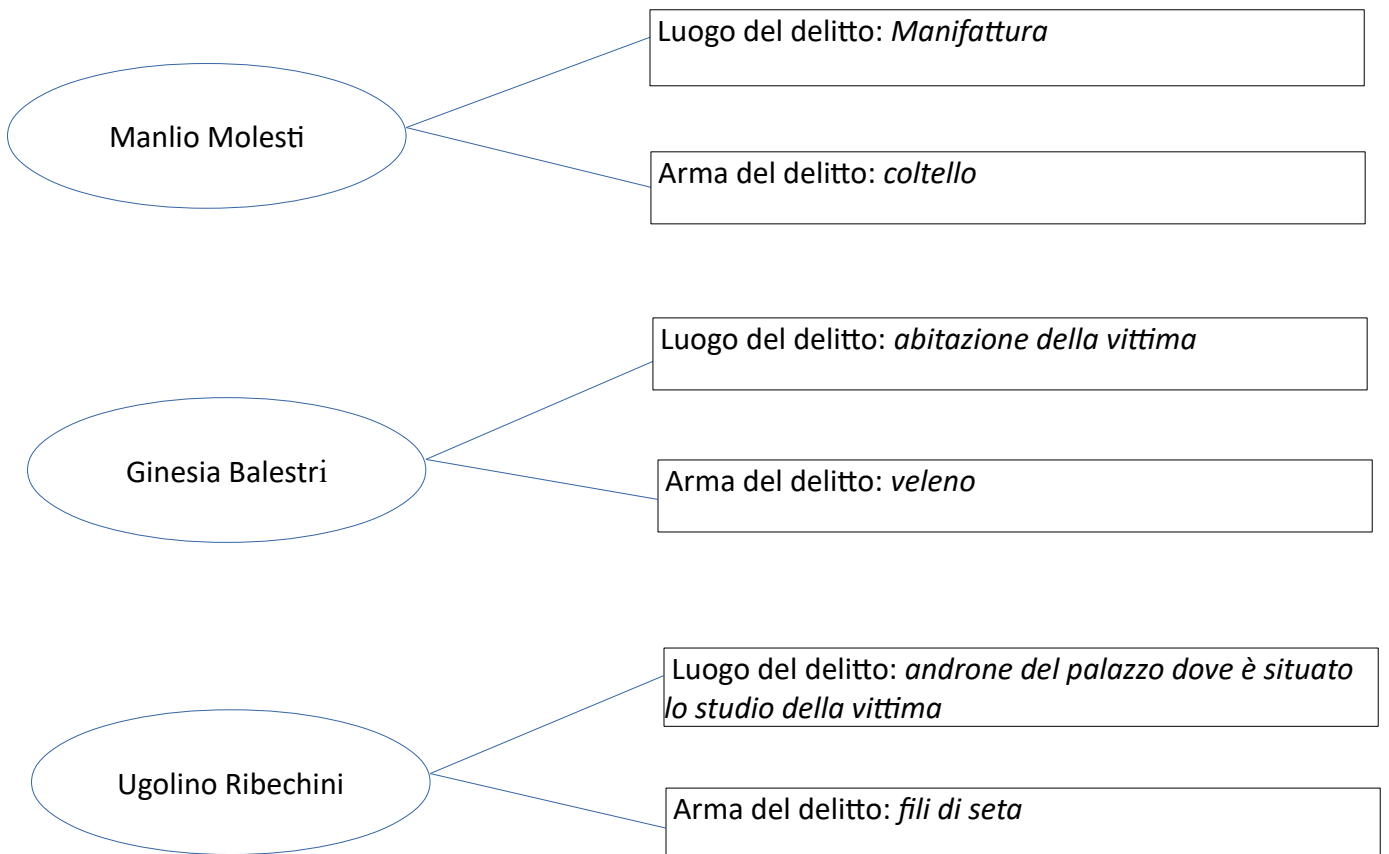 Luogo del delitto: Manifattura
Manlio Molesti
Arma del delitto: coltello
Luogo del delitto: abitazione della vittima
Ginesia Balestri
Arma del delitto: veleno
Luogo del delitto: androne del palazzo dove è situato
lo studio della vittima
Ugolino Ribechini
Arma del delitto: fili di seta